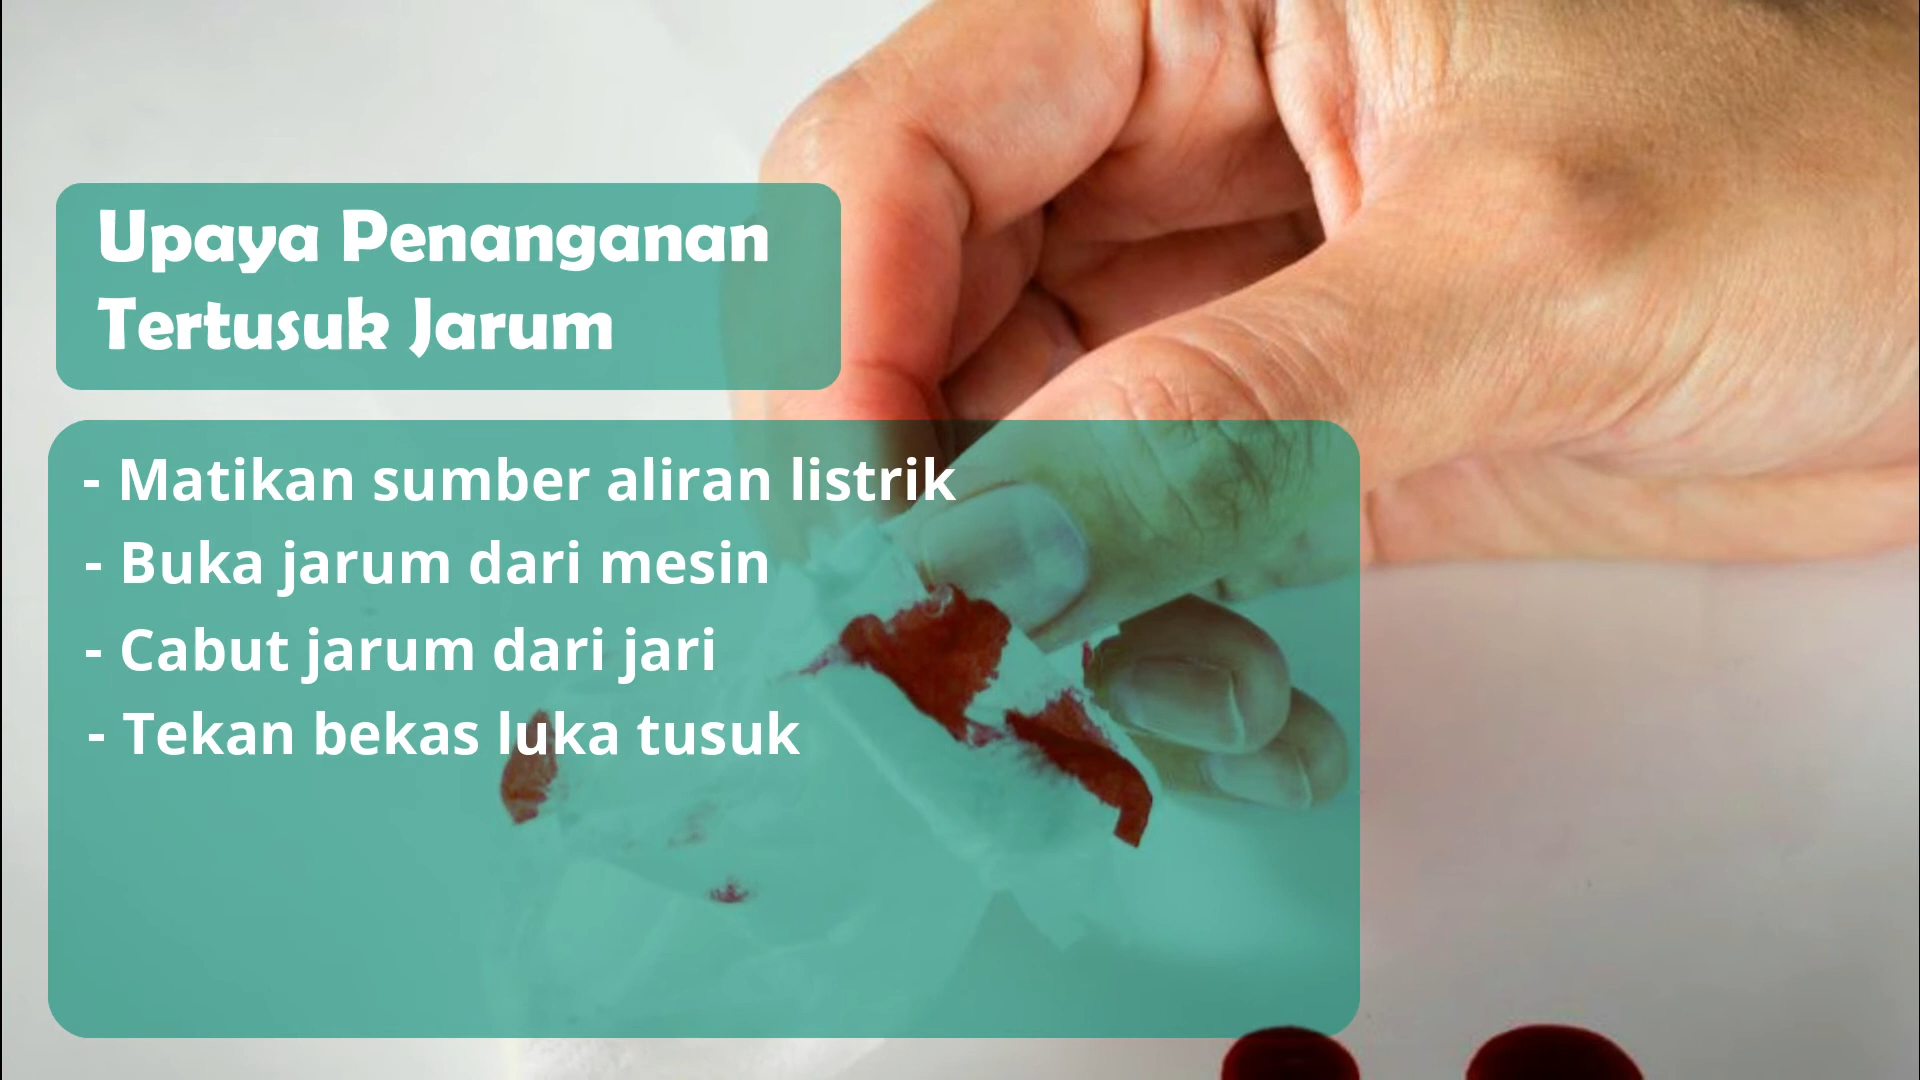 Upaya Penanganan
Tertusuk Jarum
- Matikan sumber aliran listrik
- Buka jarum dari mesin
- Cabut jarum dari jari
- Tekan bekas luka tusuk